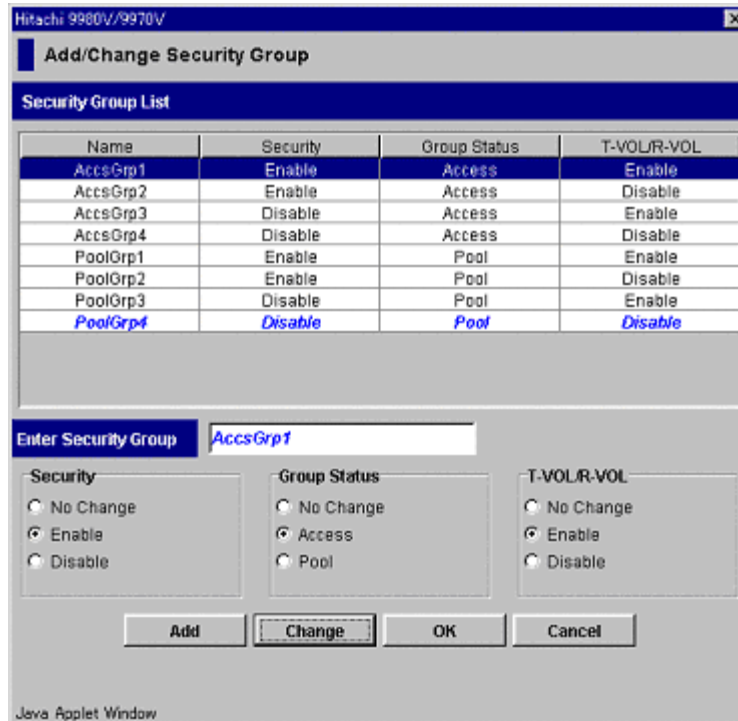 Hitachi 9980V/9970V
Add/Change Security Group
Security Group List
Name Security Group Status T-VOL/R-VOL
AccsGrp1 Enable Access Enable
AccsGrp2 Enable Access Disable
AccsGrp3 Disable Access Enable
AccsGrp4 Disable Access Disable
PoolGrp1 Enable Pool Enable
PoolGrp2 Enable Pool Disable
PoolGrp3 Disable Pool Enable
PoolGrp4 Disable Pool Disable
Enter Security Group AccsGrp1
Security Group Status T-VOL/R-VOL
No Change No Change No Change
Enable Access Enable
Disable Pool Disable
Add Change OK Cancel
Java Applet Window